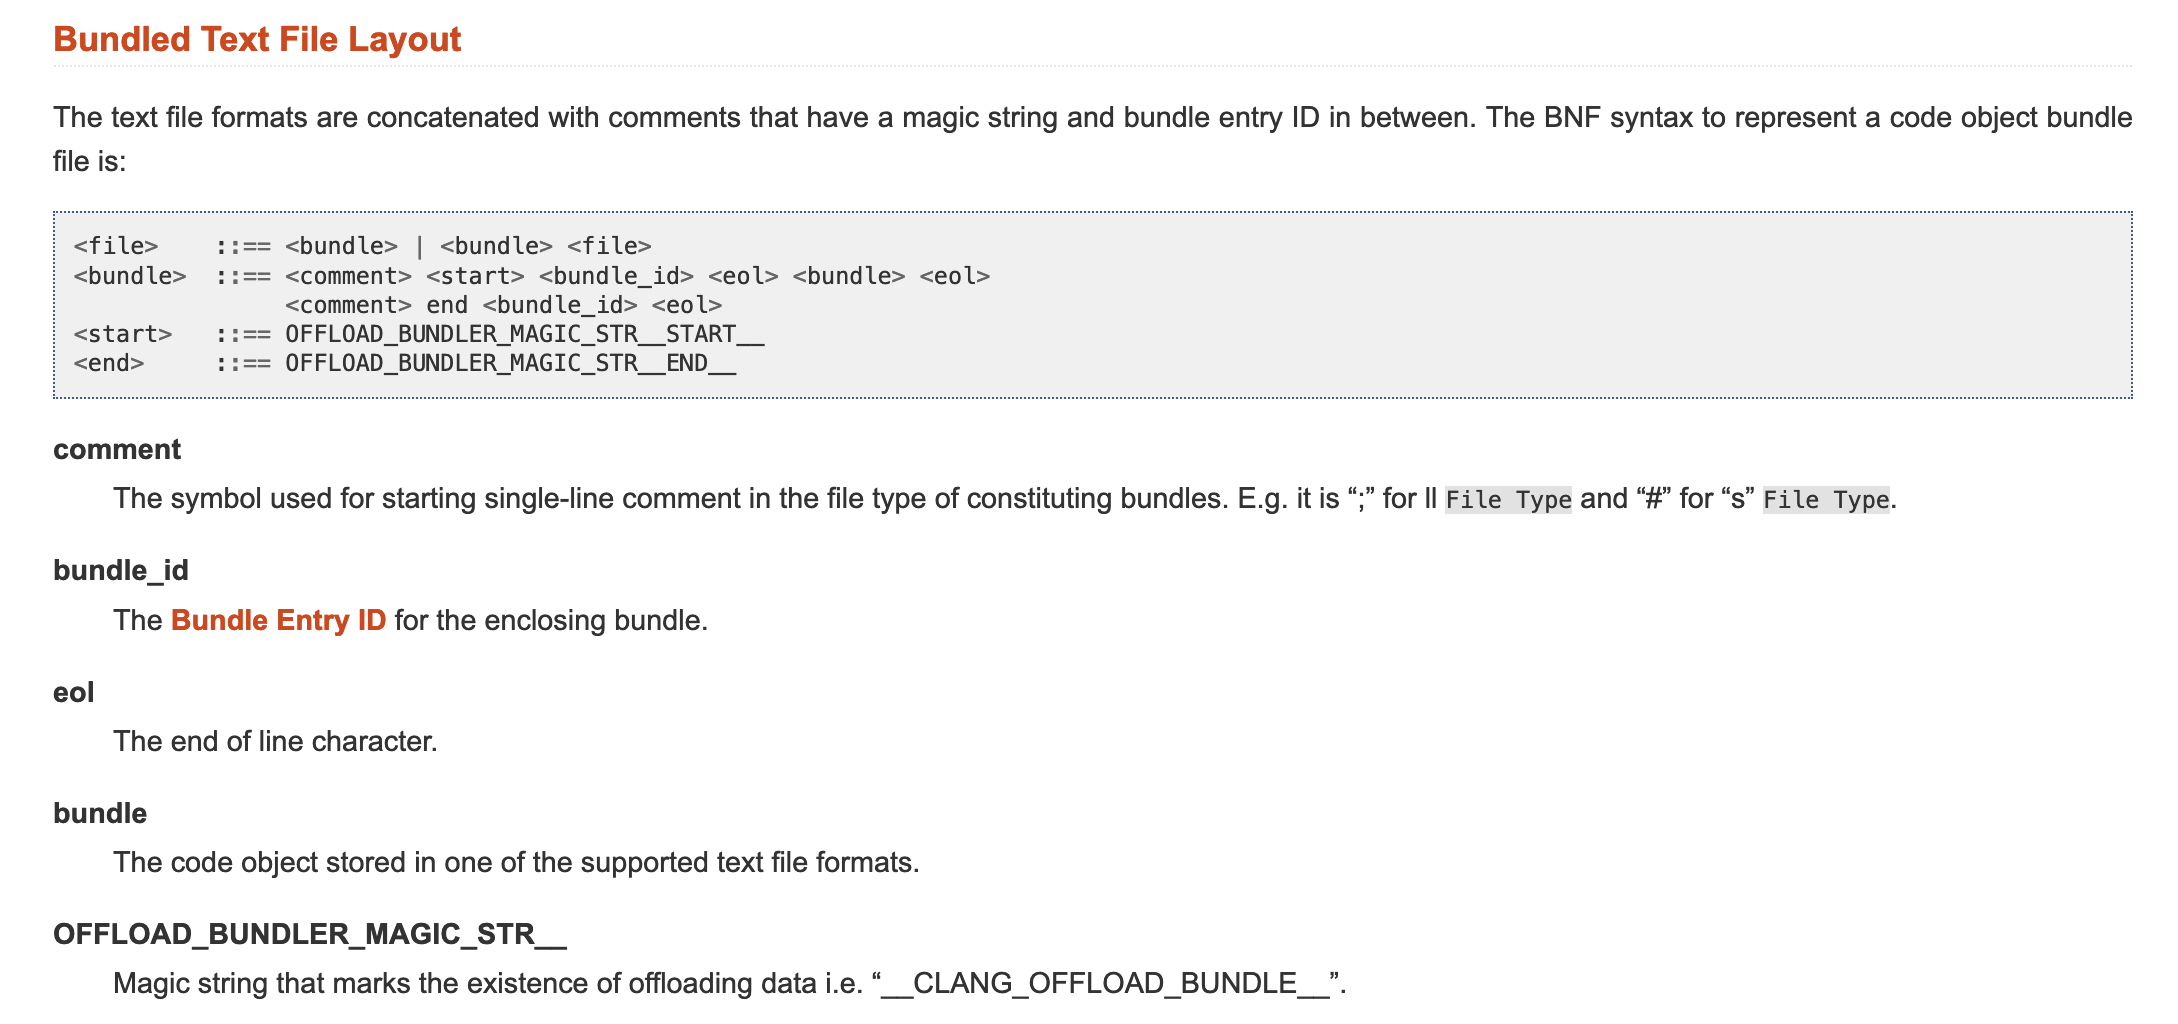 Bundled Text File Layout
The text file formats are concatenated with comments that have a magic string and bundle entry ID in between. The BNF syntax to represent a code object bundle
file is:
<file>    ::== <bundle> | <bundle> <file>
<bundle>  ::== <comment> <start> <bundle_id> <eol> <bundle> <eol>
               <comment> end <bundle_id> <eol>
<start>   ::== OFFLOAD_BUNDLER_MAGIC_STR__START__
<end>     ::== OFFLOAD_BUNDLER_MAGIC_STR__END__
comment
The symbol used for starting single-line comment in the file type of constituting bundles. E.g. it is “;” for ll File Type and “#” for “s” File Type.
bundle_id
The Bundle Entry ID for the enclosing bundle.
eol
The end of line character.
bundle
The code object stored in one of the supported text file formats.
OFFLOAD_BUNDLER_MAGIC_STR__
Magic string that marks the existence of offloading data i.e. “__CLANG_OFFLOAD_BUNDLE__”.